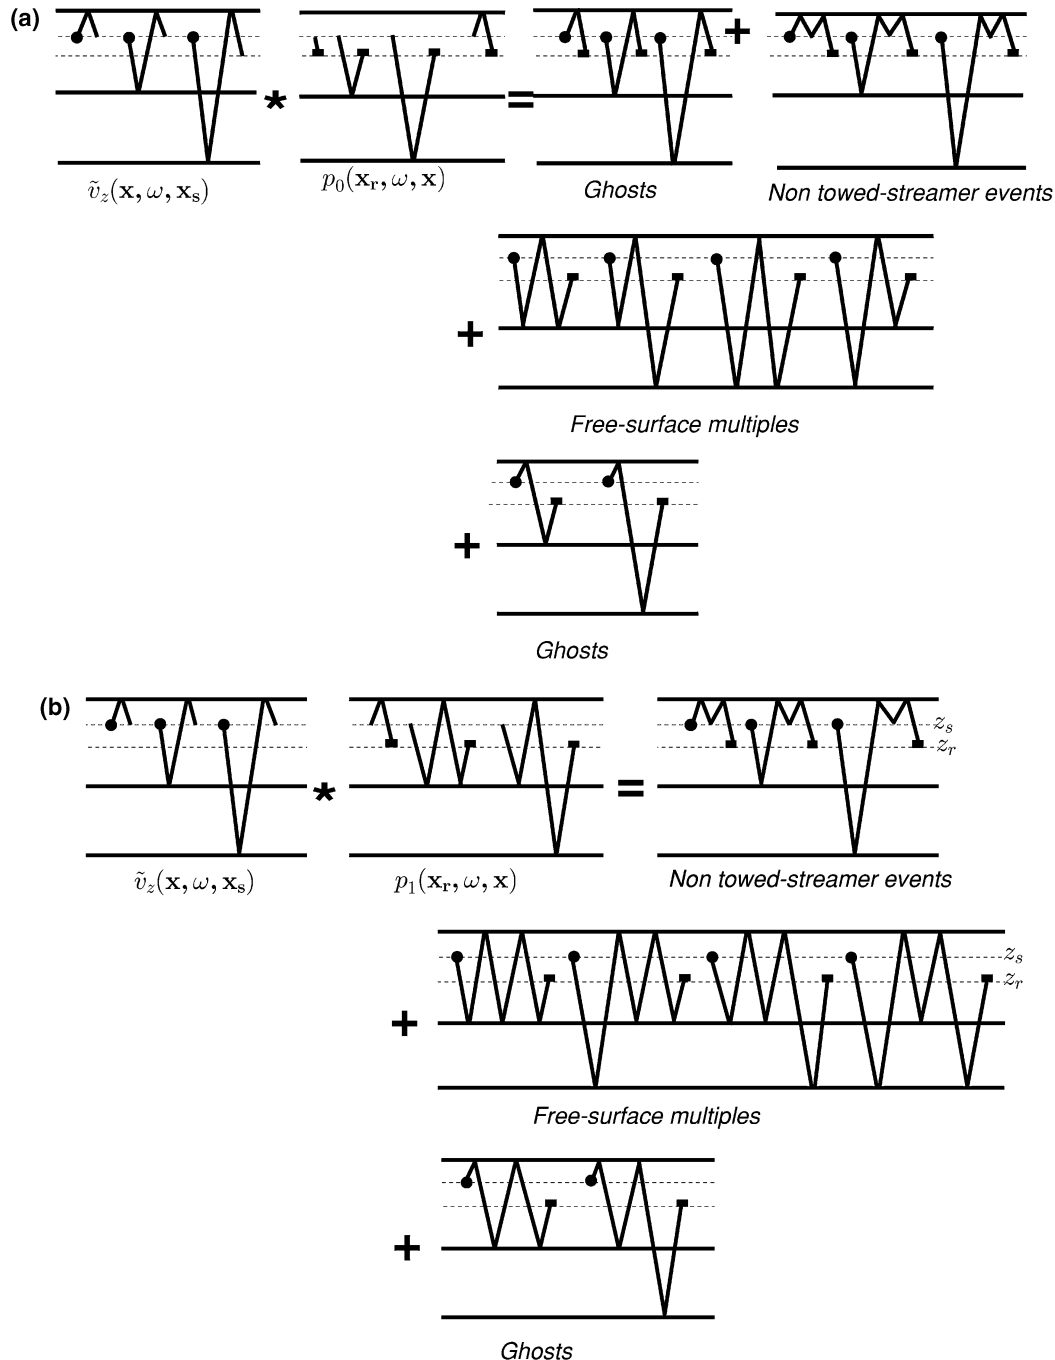 (a)
* = +
ṽ_z(x, ω, x_s) p_0(x_r, ω, x) Ghosts Non towed-streamer events
+
Free-surface multiples
+
Ghosts
(b)
z_s
z_r
* =
ṽ_z(x, ω, x_s) p_1(x_r, ω, x) Non towed-streamer events
z_s
z_r
+
Free-surface multiples
+
Ghosts